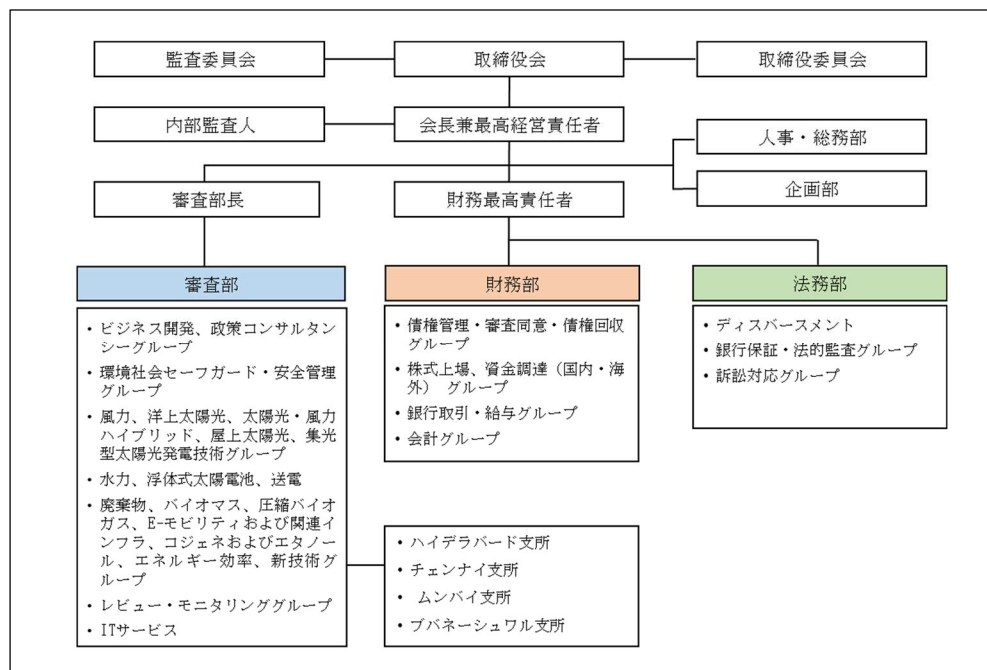 監査委員会
取締役会
取締役委員会
内部監査人
会長兼最高経営責任者
人事・総務部
企画部
審査部長
財務最高責任者
審査部
財務部
法務部
・ビジネス開発、政策コンサルタン
シーグループ
・環境社会セーフガード・安全管理
グループ
・風力、洋上太陽光、太陽光・風力
ハイブリッド、屋上太陽光、集光
型太陽光発電技術グループ
・水力、浮体式太陽電池、送電
・廃棄物、バイオマス、圧縮バイオ
ガス、E-モビリティおよび関連イ
ンフラ、コジェネおよびエタノー
ル、エネルギー効率、新技術グ
ループ
・レビュー・モニタリンググループ
・ITサービス
・債権管理・審査同意・債権回収
グループ
・株式上場、資金調達（国内・海
外） グループ
・銀行取引・給与グループ
・会計グループ
・ディスバースメント
・銀行保証・法的監査グループ
・訴訟対応グループ
・ハイデラバード支所
・チェンナイ支所
・ ムンバイ支所
・ブバネーシュワル支所